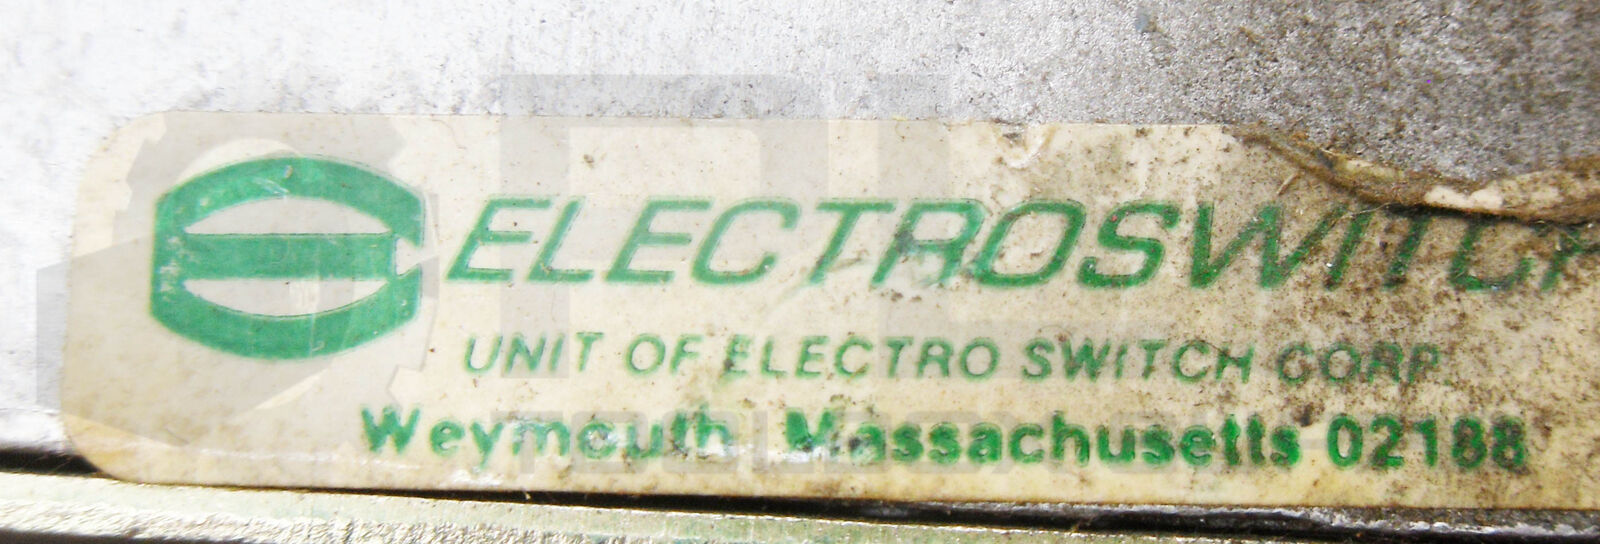 ELECTROSWITCH
UNIT OF ELECTRO SWITCH CORP.
Weymouth, Massachusetts 02188